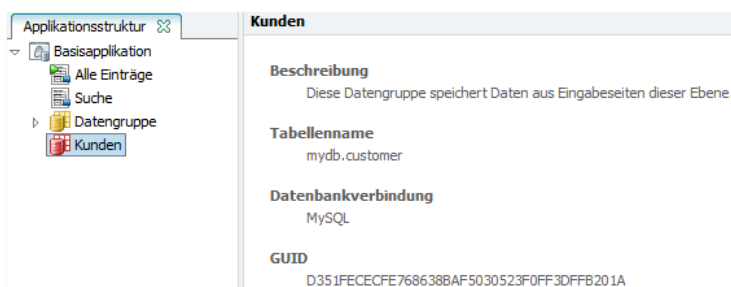 Applikationsstruktur
Basisapplikation
Alle Einträge
Suche
Datengruppe
Kunden
Kunden
Beschreibung
Diese Datengruppe speichert Daten aus Eingabeseiten dieser Ebene.
Tabellenname
mydb.customer
Datenbankverbindung
MySQL
GUID
D351FECECFE768638BAF5030523F0FF3DFFB201A